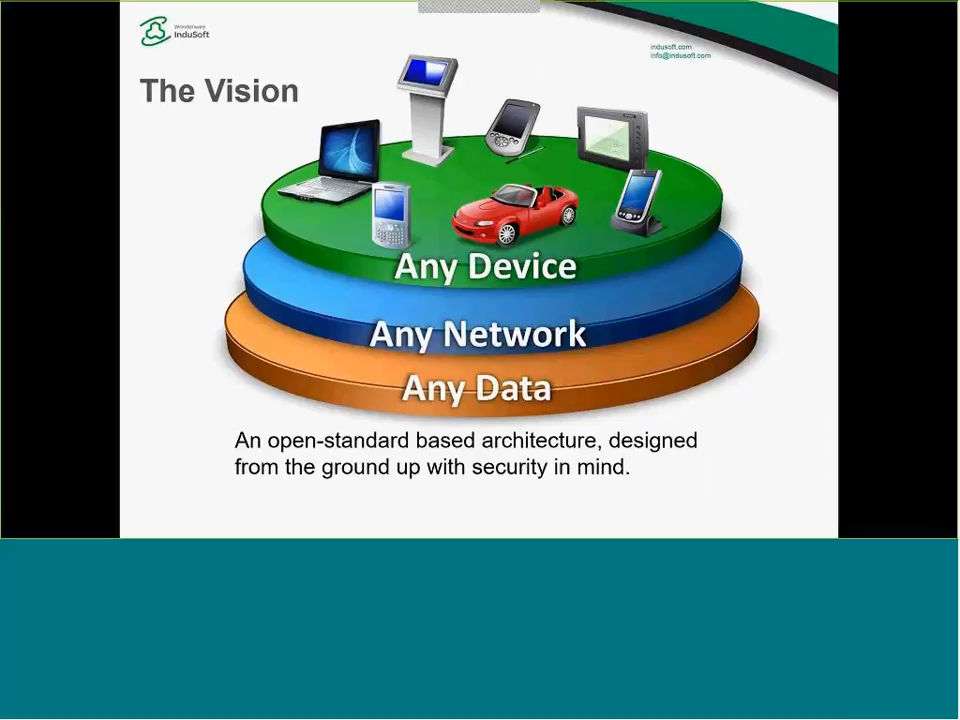 Wonderware
InduSoft
indusoft.com
info@indusoft.com
The Vision
Any Device
Any Network
Any Data
An open-standard based architecture, designed
from the ground up with security in mind.